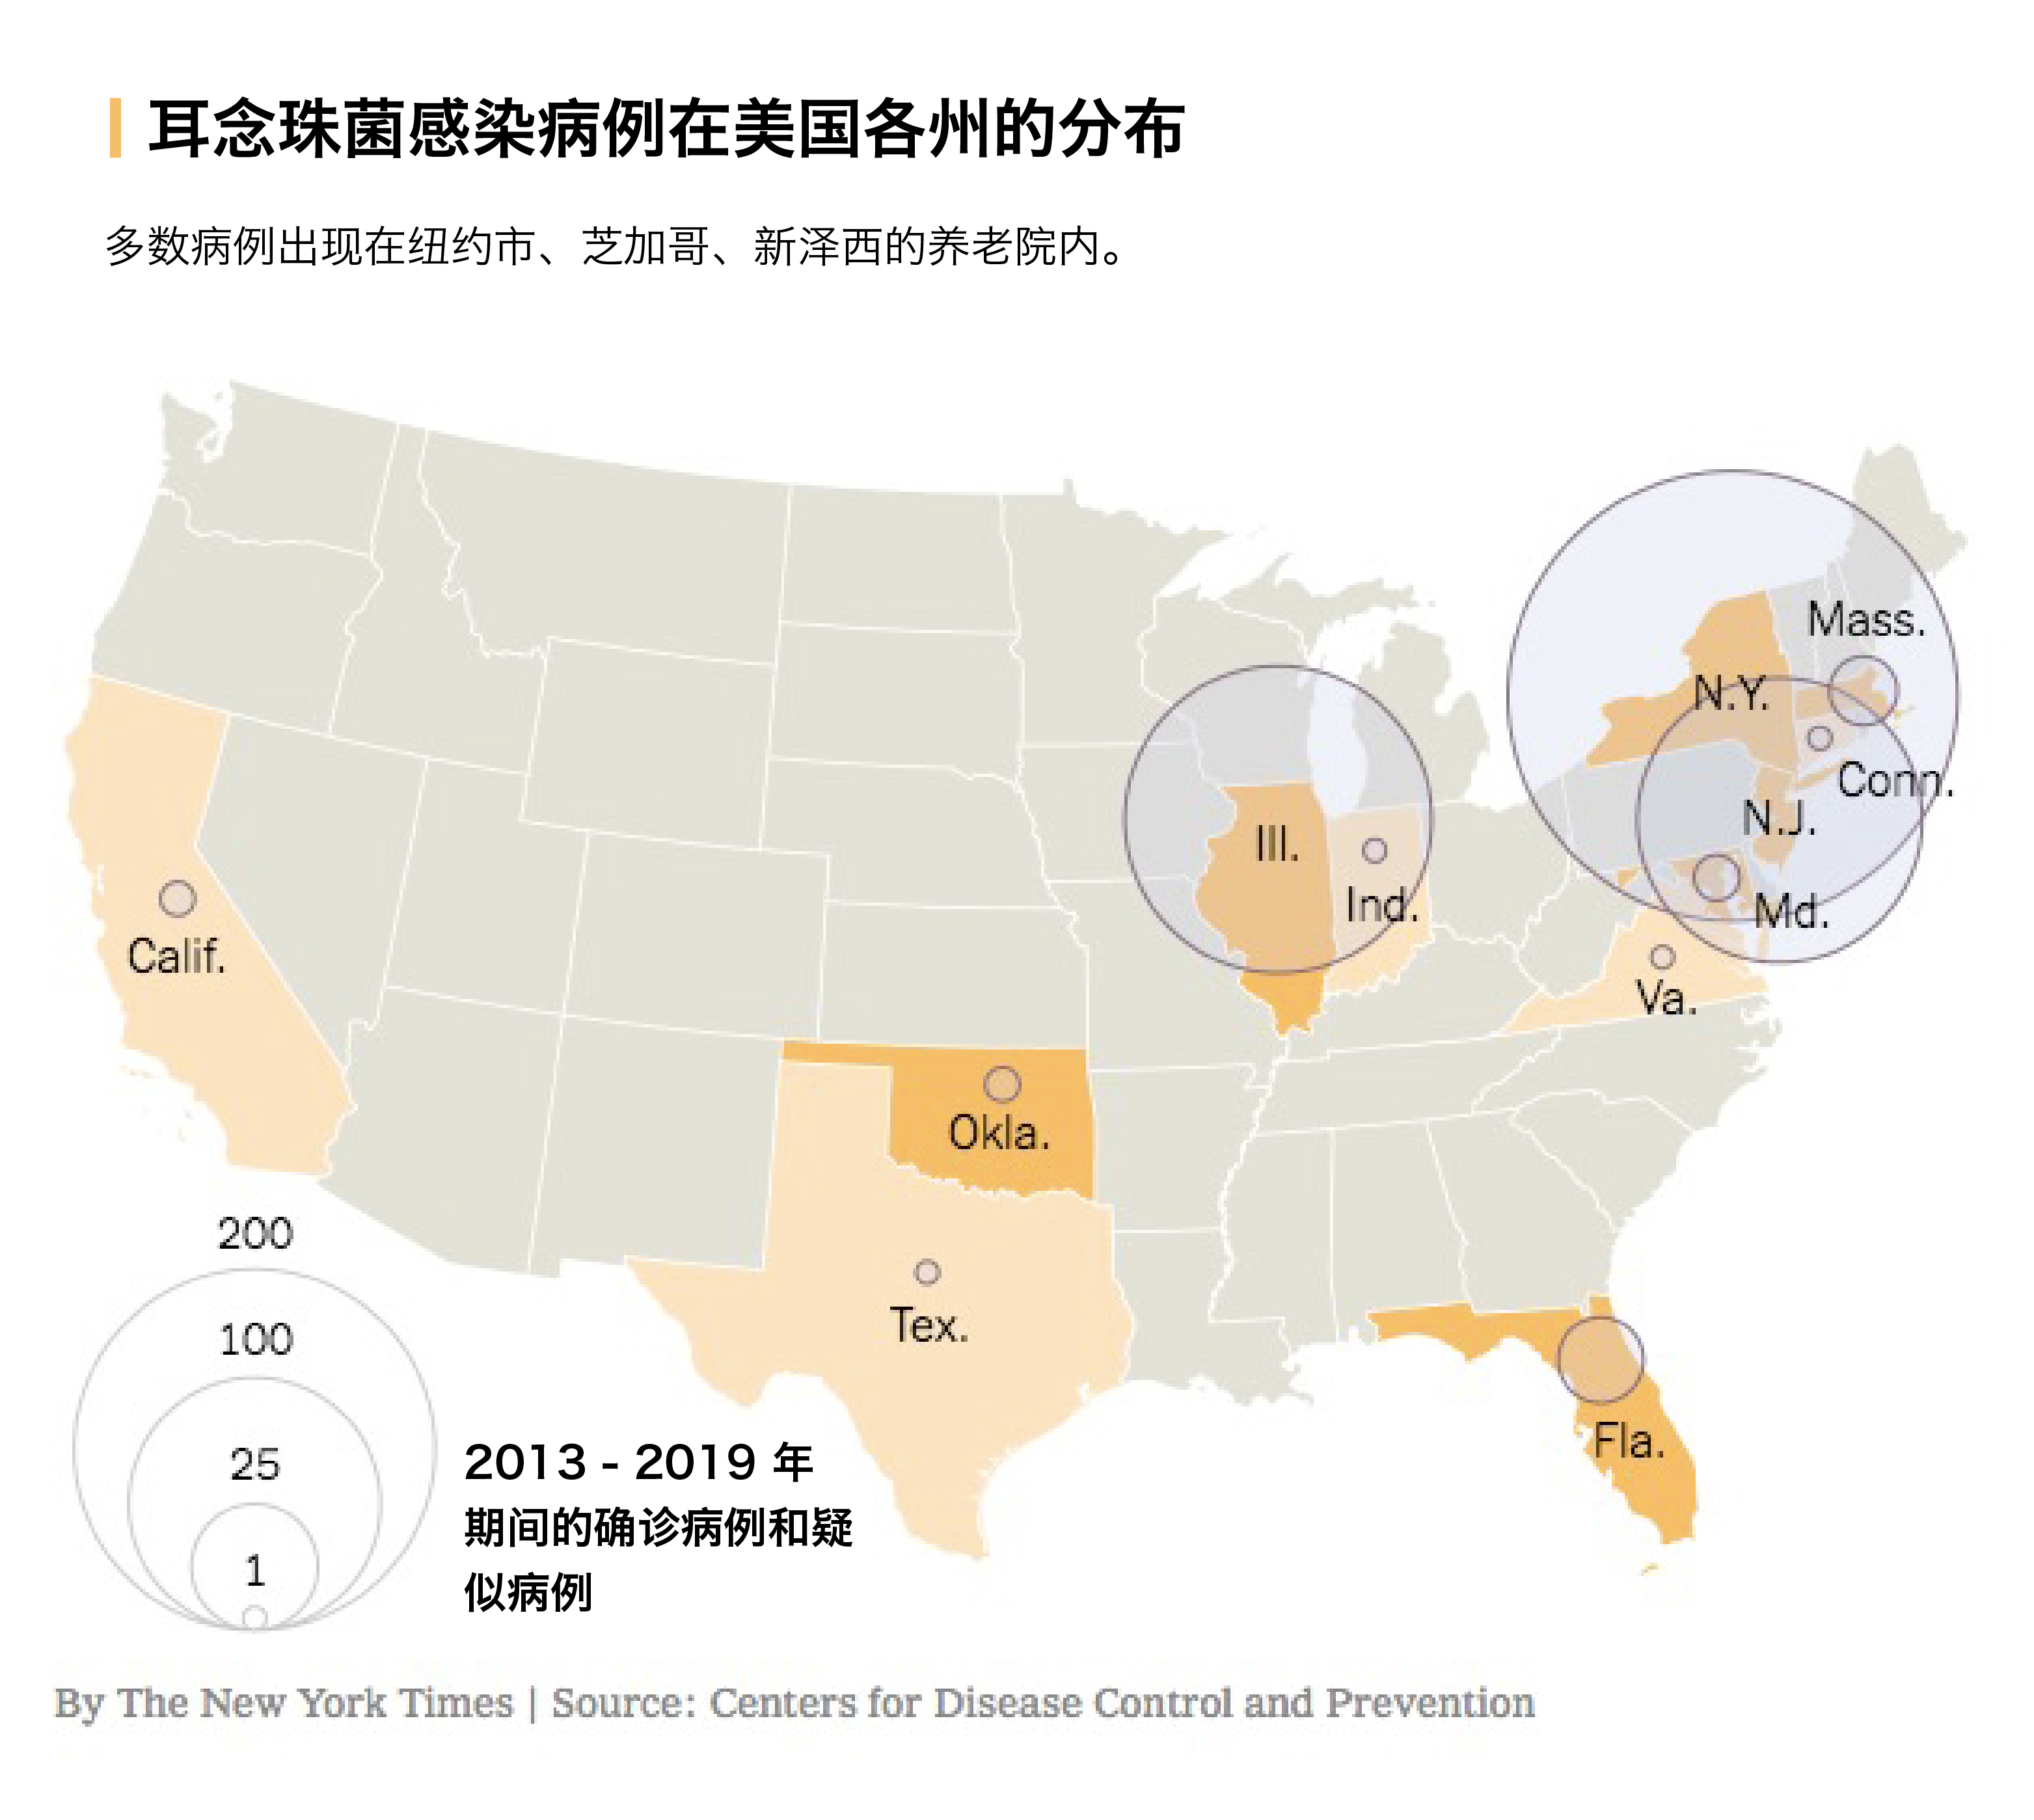 耳念珠菌感染病例在美国各州的分布
多数病例出现在纽约市、芝加哥、新泽西的养老院内。
Mass.
N.Y.
Conn.
N.J.
Ill.
Ind.
Md.
Calif.
Va.
Okla.
Tex.
Fla.
200
100
25
1
2013 - 2019 年
期间的确诊病例和疑
似病例
By The New York Times | Source: Centers for Disease Control and Prevention